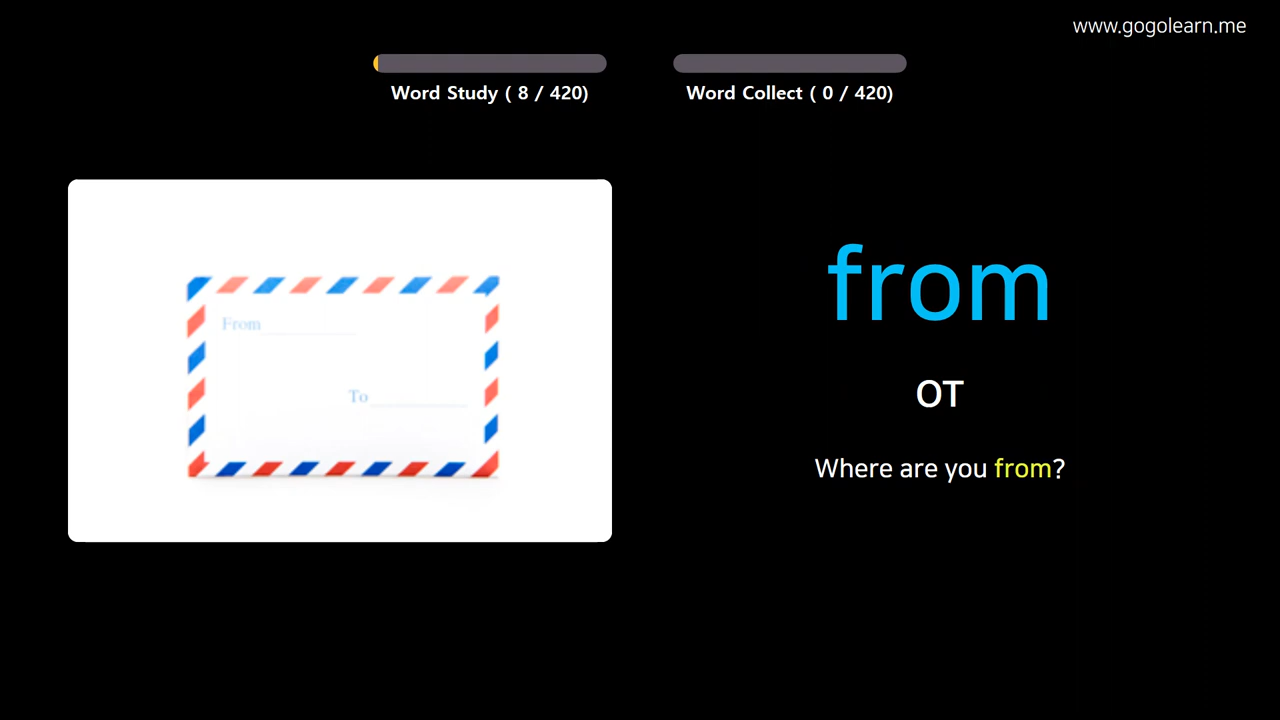 www.gogolearn.me
Word Study ( 8 / 420)
Word Collect ( 0 / 420)
from
от
Where are you from?
From
To